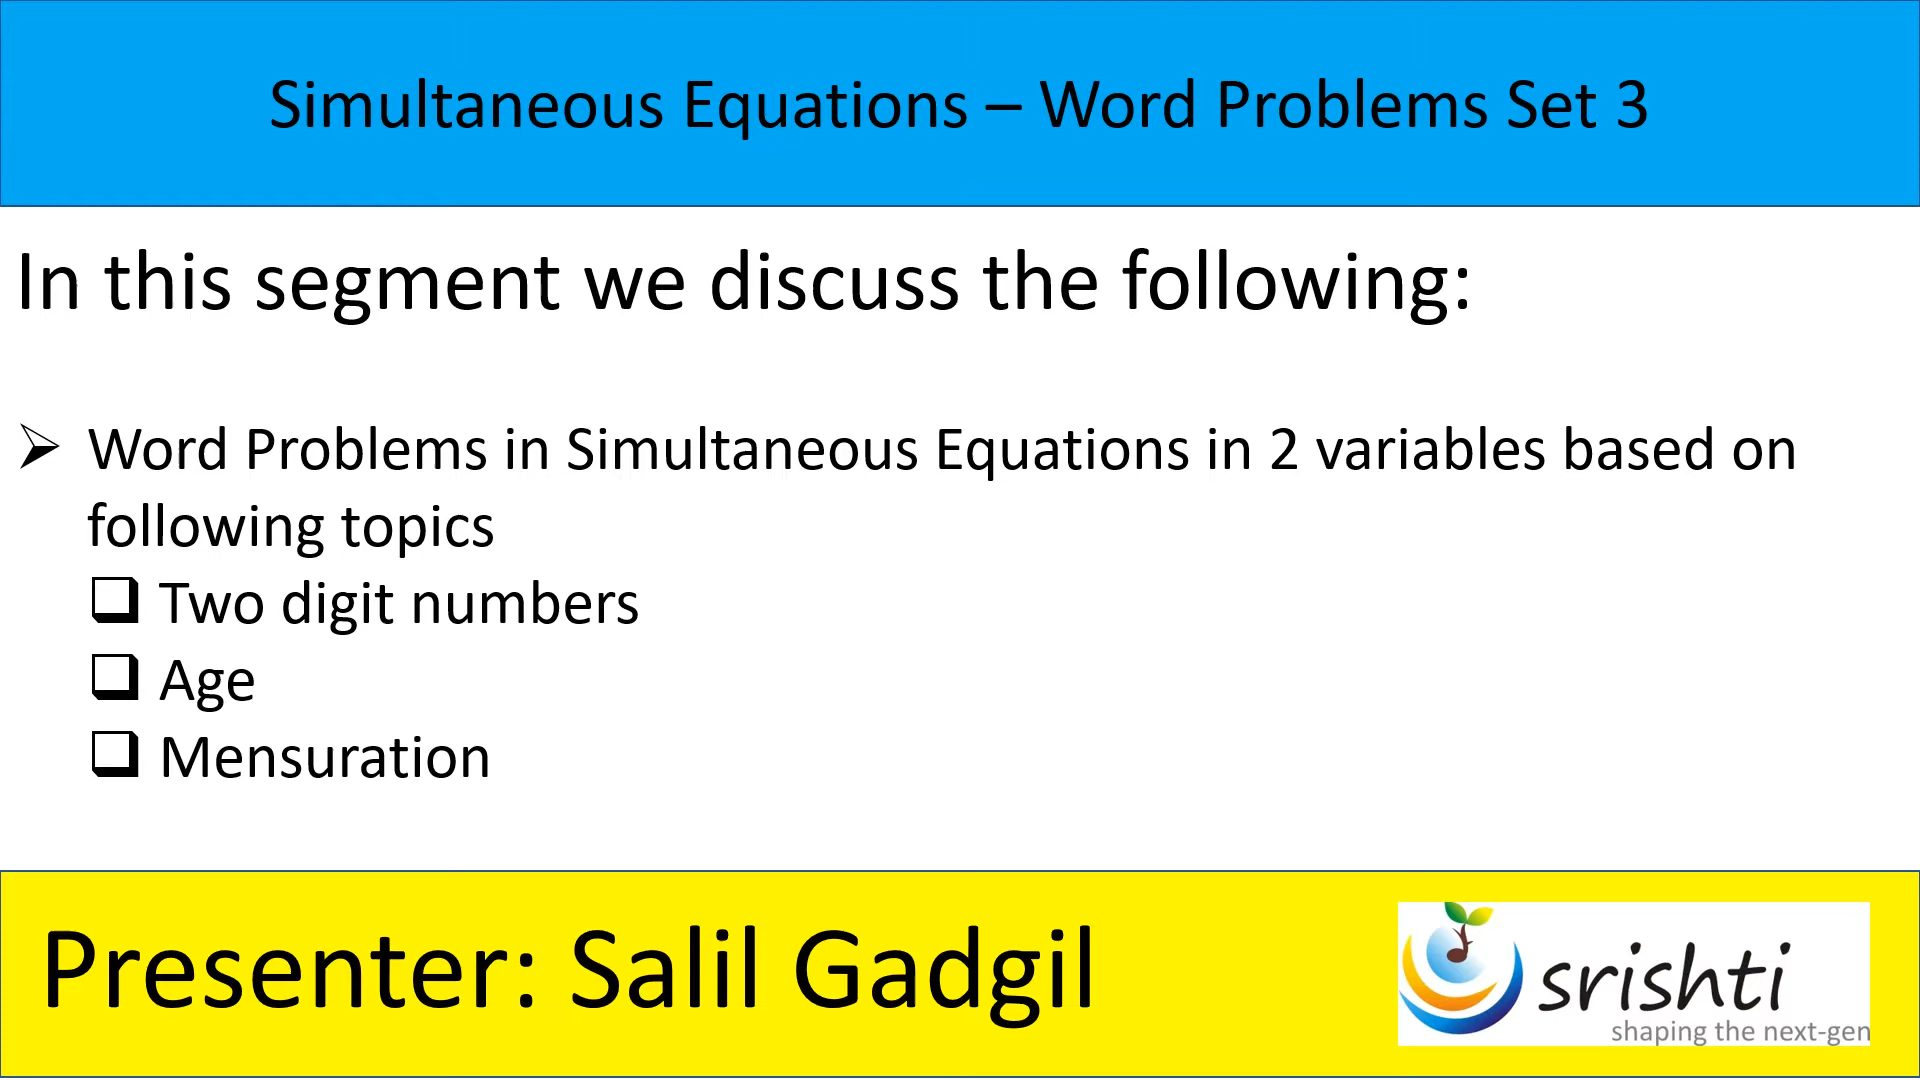 Simultaneous Equations – Word Problems Set 3
In this segment we discuss the following:
Word Problems in Simultaneous Equations in 2 variables based on
following topics
Two digit numbers
Age
Mensuration
Presenter: Salil Gadgil
srishti
shaping the next-gen